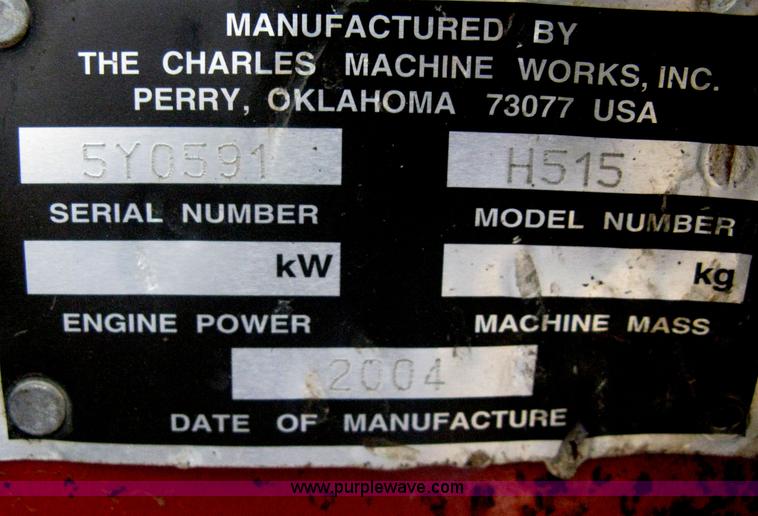 MANUFACTURED BY
THE CHARLES MACHINE WORKS, INC.
PERRY, OKLAHOMA 73077 USA
5Y0591 H515
SERIAL NUMBER MODEL NUMBER
kW kg
ENGINE POWER MACHINE MASS
2004
DATE OF MANUFACTURE
www.purplewave.com